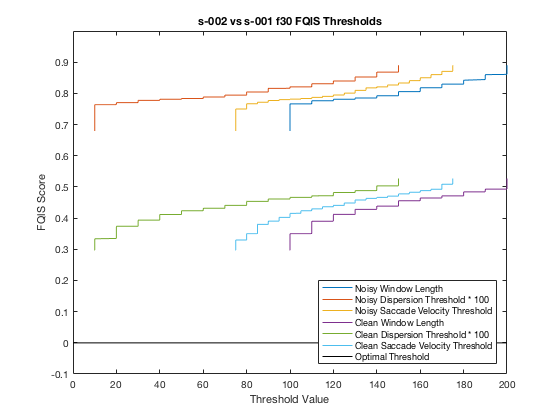 s-002 vs s-001 f30 FQIS Thresholds
FQIS Score
0.9
0.8
0.7
0.6
0.5
0.4
0.3
0.2
0.1
0
-0.1
Noisy Window Length
Noisy Dispersion Threshold * 100
Noisy Saccade Velocity Threshold
Clean Window Length
Clean Dispersion Threshold * 100
Clean Saccade Velocity Threshold
Optimal Threshold
0 20 40 60 80 100 120 140 160 180 200
Threshold Value